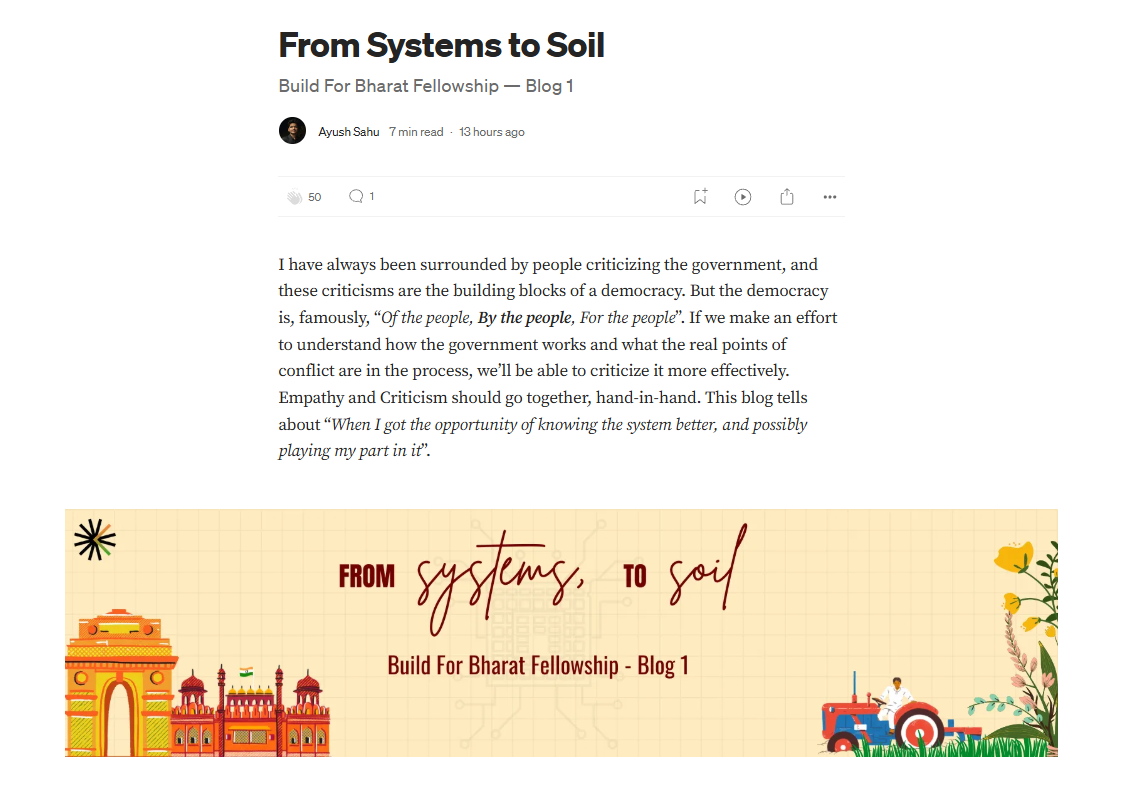 From Systems to Soil
Build For Bharat Fellowship — Blog 1
Ayush Sahu 7 min read · 13 hours ago
50 1
I have always been surrounded by people criticizing the government, and
these criticisms are the building blocks of a democracy. But the democracy
is, famously, “Of the people, By the people, For the people”. If we make an effort
to understand how the government works and what the real points of
conflict are in the process, we’ll be able to criticize it more effectively.
Empathy and Criticism should go together, hand-in-hand. This blog tells
about “When I got the opportunity of knowing the system better, and possibly
playing my part in it”.
FROM systems, TO soil
Build For Bharat Fellowship - Blog 1